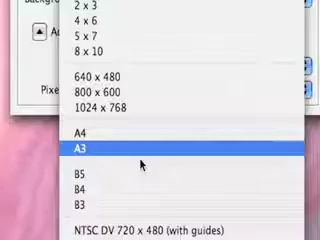 2 x 3
4 x 6
5 x 7
8 x 10
640 x 480
800 x 600
1024 x 768
A4
A3
B5
B4
B3
NTSC DV 720 x 480 (with guides)